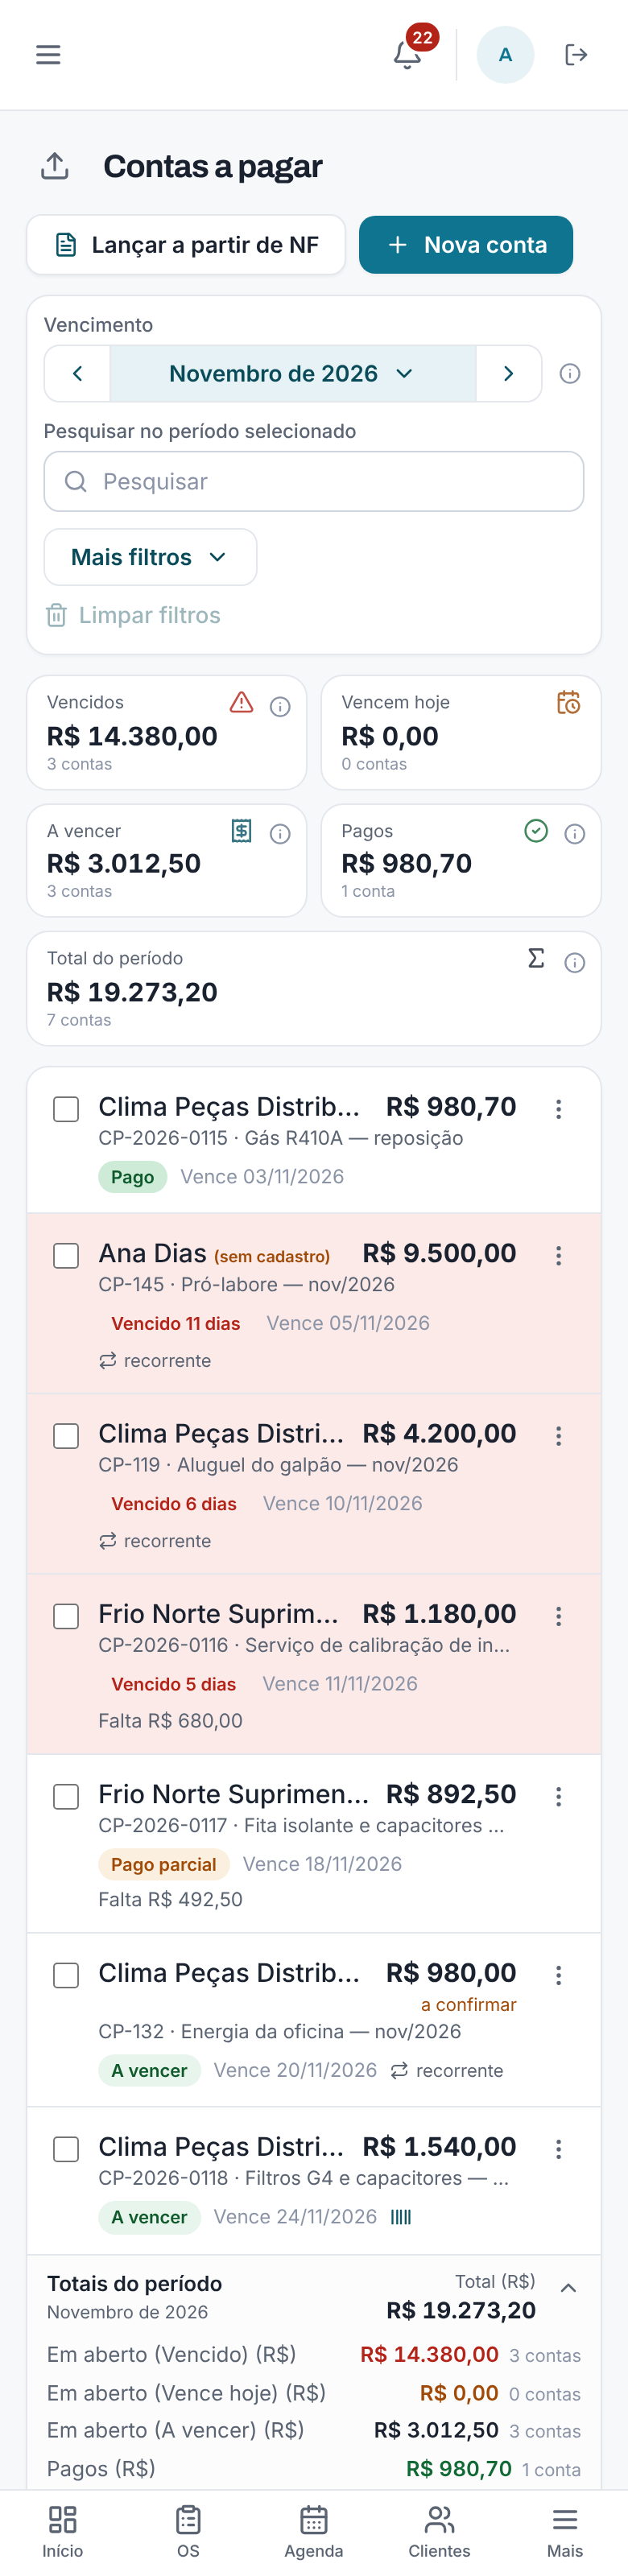 22
A
Contas a pagar
Lançar a partir de NF
Nova conta
Vencimento
Novembro de 2026
Pesquisar no período selecionado
Pesquisar
Mais filtros
Limpar filtros
Vencidos
R$ 14.380,00
3 contas
Vencem hoje
R$ 0,00
0 contas
A vencer
R$ 3.012,50
3 contas
Pagos
R$ 980,70
1 conta
Total do período
R$ 19.273,20
7 contas
Clima Peças Distrib... R$ 980,70
CP-2026-0115 · Gás R410A — reposição
Pago Vence 03/11/2026
Ana Dias (sem cadastro) R$ 9.500,00
CP-145 · Pró-labore — nov/2026
Vencido 11 dias Vence 05/11/2026
recorrente
Clima Peças Distri... R$ 4.200,00
CP-119 · Aluguel do galpão — nov/2026
Vencido 6 dias Vence 10/11/2026
recorrente
Frio Norte Suprim... R$ 1.180,00
CP-2026-0116 · Serviço de calibração de in...
Vencido 5 dias Vence 11/11/2026
Falta R$ 680,00
Frio Norte Suprimen... R$ 892,50
CP-2026-0117 · Fita isolante e capacitores ...
Pago parcial Vence 18/11/2026
Falta R$ 492,50
Clima Peças Distrib... R$ 980,00
a confirmar
CP-132 · Energia da oficina — nov/2026
A vencer Vence 20/11/2026 recorrente
Clima Peças Distri... R$ 1.540,00
CP-2026-0118 · Filtros G4 e capacitores — ...
A vencer Vence 24/11/2026
Totais do período Total (R$)
Novembro de 2026 R$ 19.273,20
Em aberto (Vencido) (R$) R$ 14.380,00 3 contas
Em aberto (Vence hoje) (R$) R$ 0,00 0 contas
Em aberto (A vencer) (R$) R$ 3.012,50 3 contas
Pagos (R$) R$ 980,70 1 conta
Início OS Agenda Clientes Mais